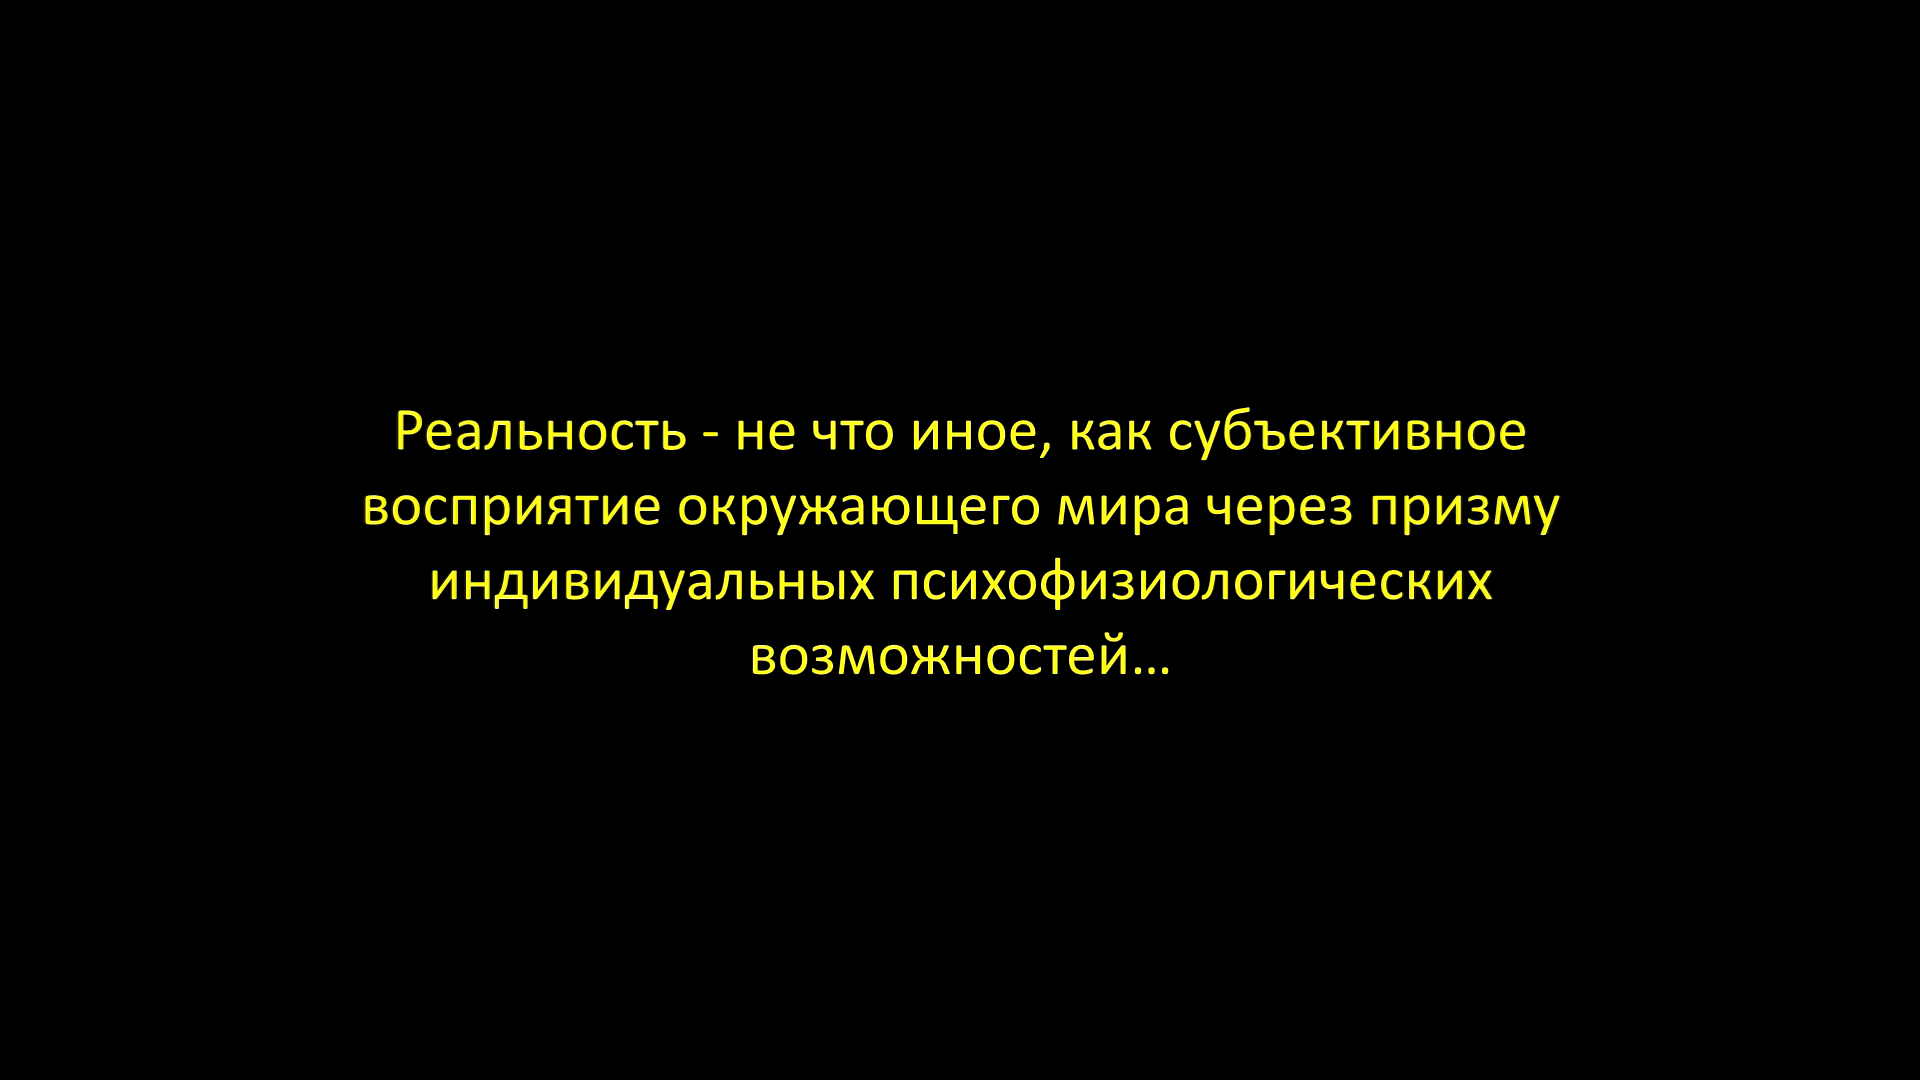 Реальность - не что иное, как субъективное
восприятие окружающего мира через призму
индивидуальных психофизиологических
возможностей…